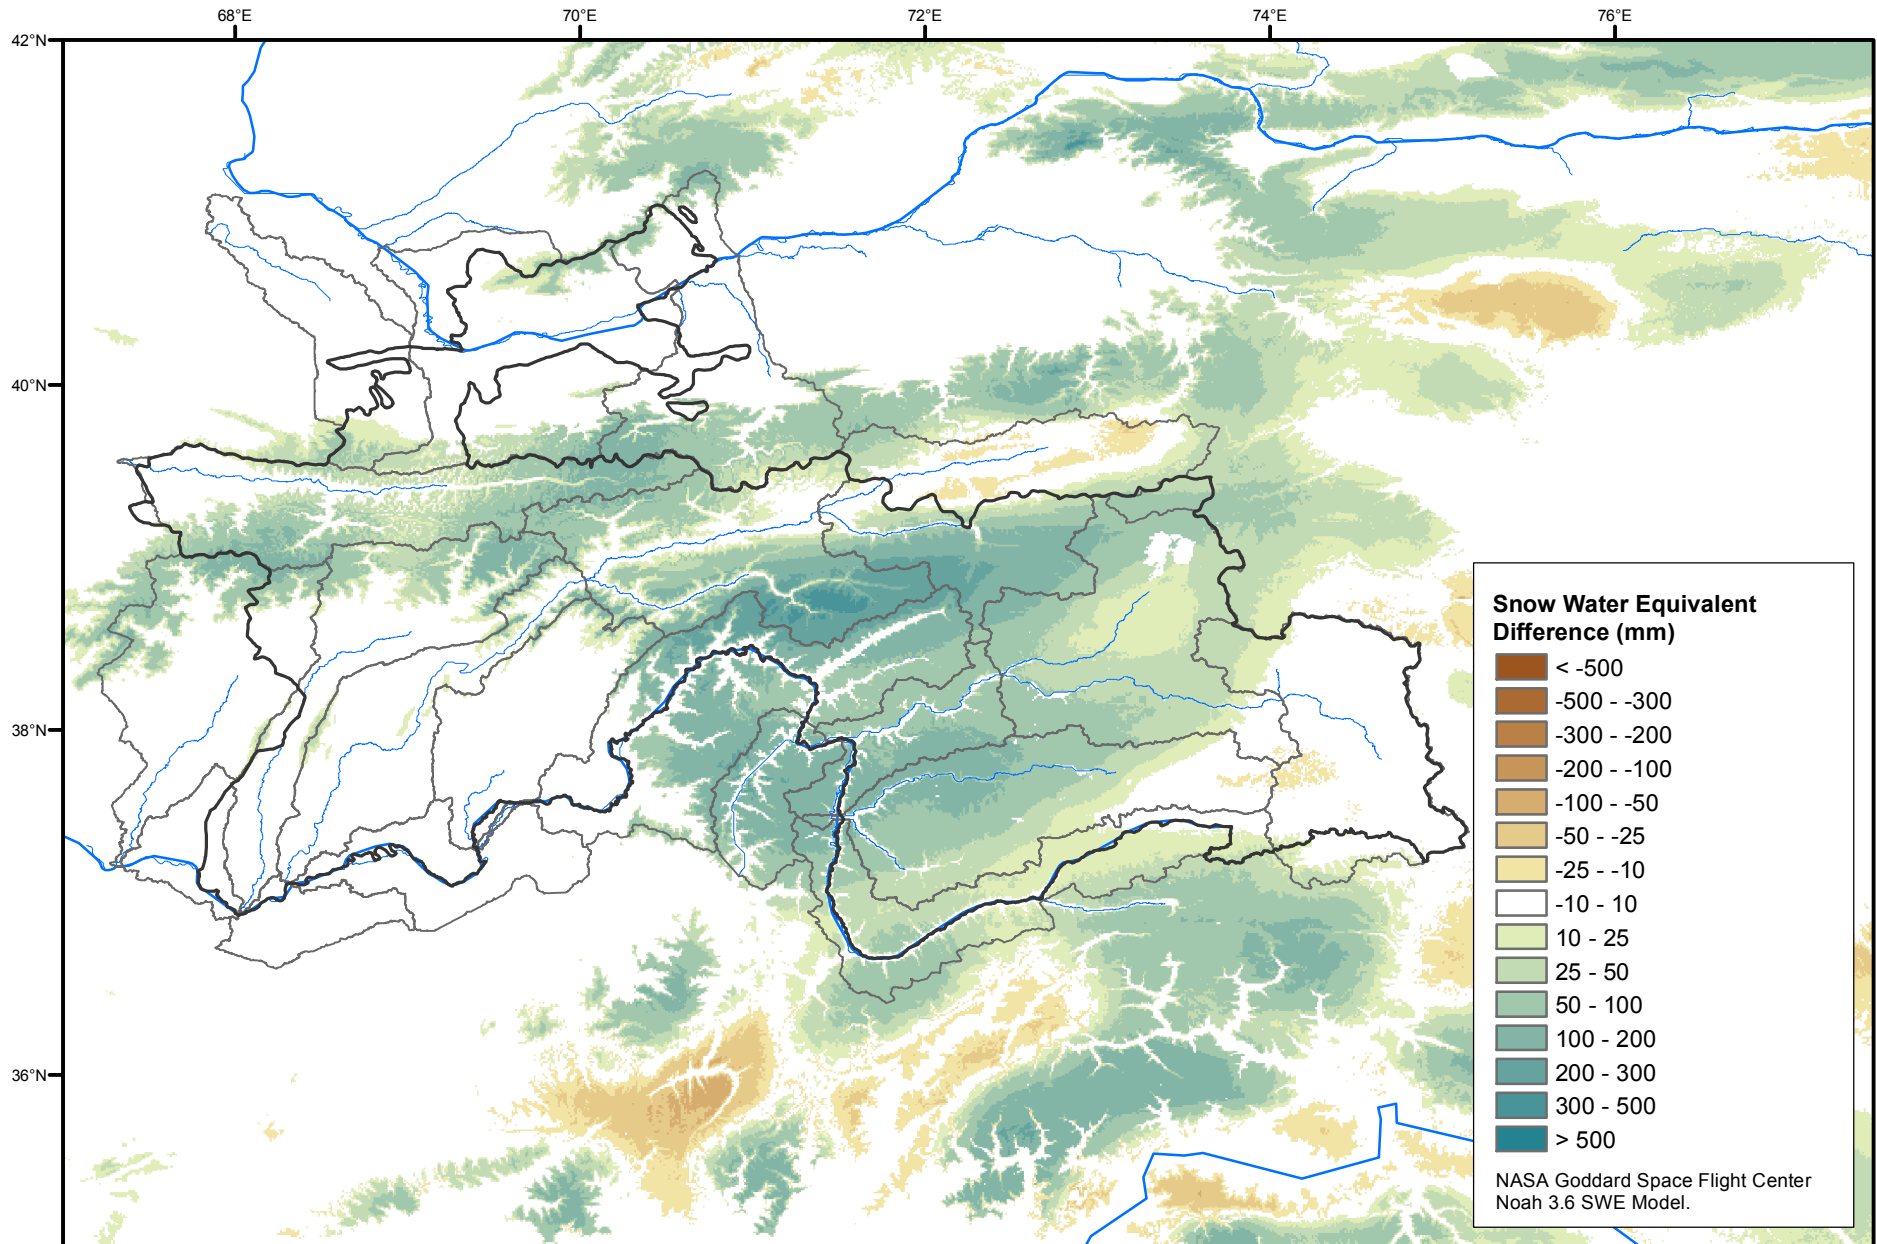 68°E
70°E
72°E
74°E
76°E
42°N
40°N
38°N
36°N
Snow Water Equivalent
Difference (mm)
< -500
-500 - -300
-300 - -200
-200 - -100
-100 - -50
-50 - -25
-25 - -10
-10 - 10
10 - 25
25 - 50
50 - 100
100 - 200
200 - 300
300 - 500
> 500
NASA Goddard Space Flight Center
Noah 3.6 SWE Model.